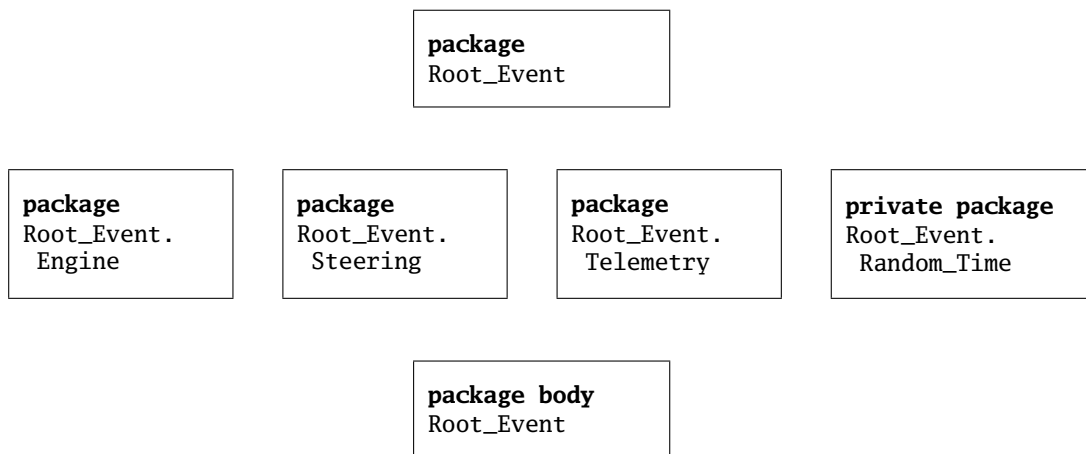 package
Root_Event
package
Root_Event.
Engine
package
Root_Event.
Steering
package
Root_Event.
Telemetry
private package
Root_Event.
Random_Time
package body
Root_Event